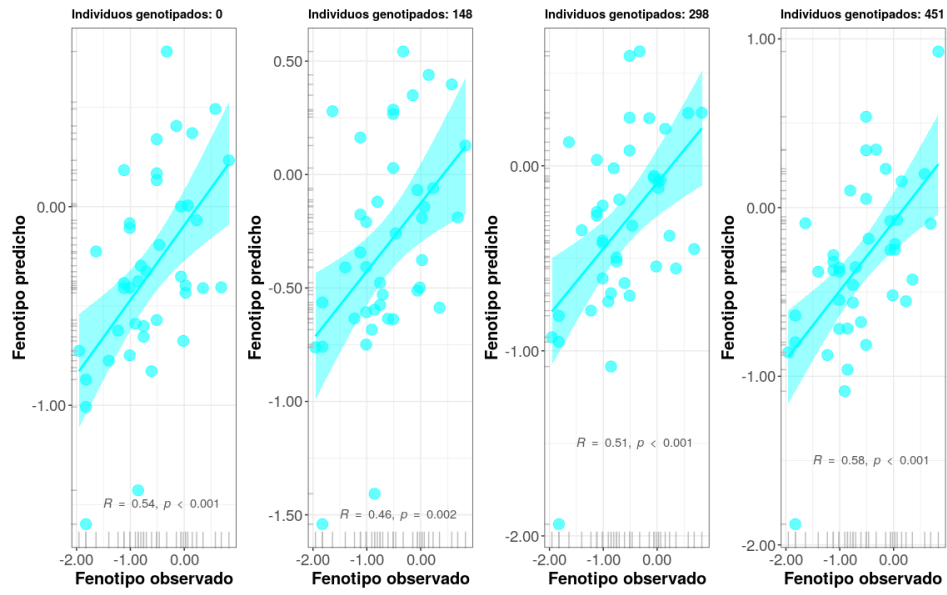 Individuos genotipados: 0
Fenotipo predicho
0.00
-1.00
R = 0.54, p < 0.001
-2.00 -1.00 0.00
Fenotipo observado
Individuos genotipados: 148
Fenotipo predicho
0.50
0.00
-0.50
-1.00
-1.50
R = 0.46, p = 0.002
-2.00 -1.00 0.00
Fenotipo observado
Individuos genotipados: 298
Fenotipo predicho
0.00
-1.00
-2.00
R = 0.51, p < 0.001
-2.00 -1.00 0.00
Fenotipo observado
Individuos genotipados: 451
Fenotipo predicho
1.00
0.00
-1.00
-2.00
R = 0.58, p < 0.001
-2.00 -1.00 0.00
Fenotipo observado